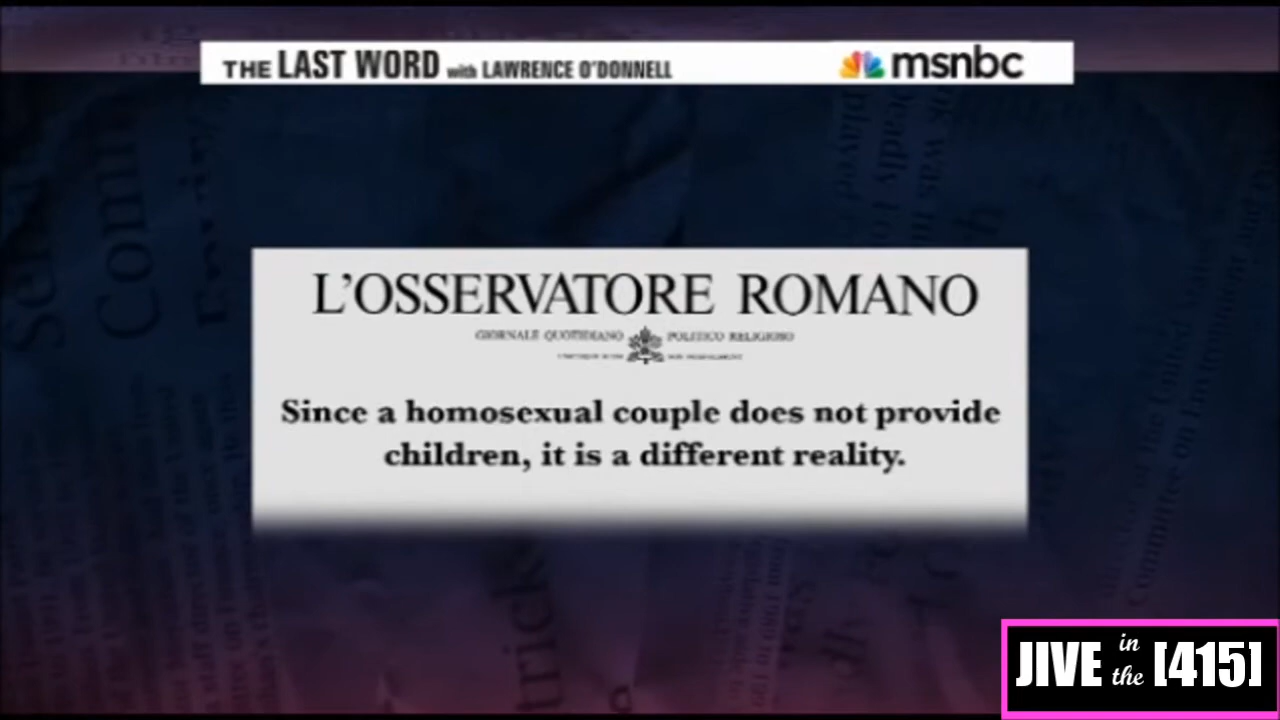 THE LAST WORD with LAWRENCE O'DONNELL
msnbc
L'OSSERVATORE ROMANO
GIORNALE QUOTIDIANO POLITICO RELIGIOSO
Since a homosexual couple does not provide
children, it is a different reality.
JIVE in the [415]